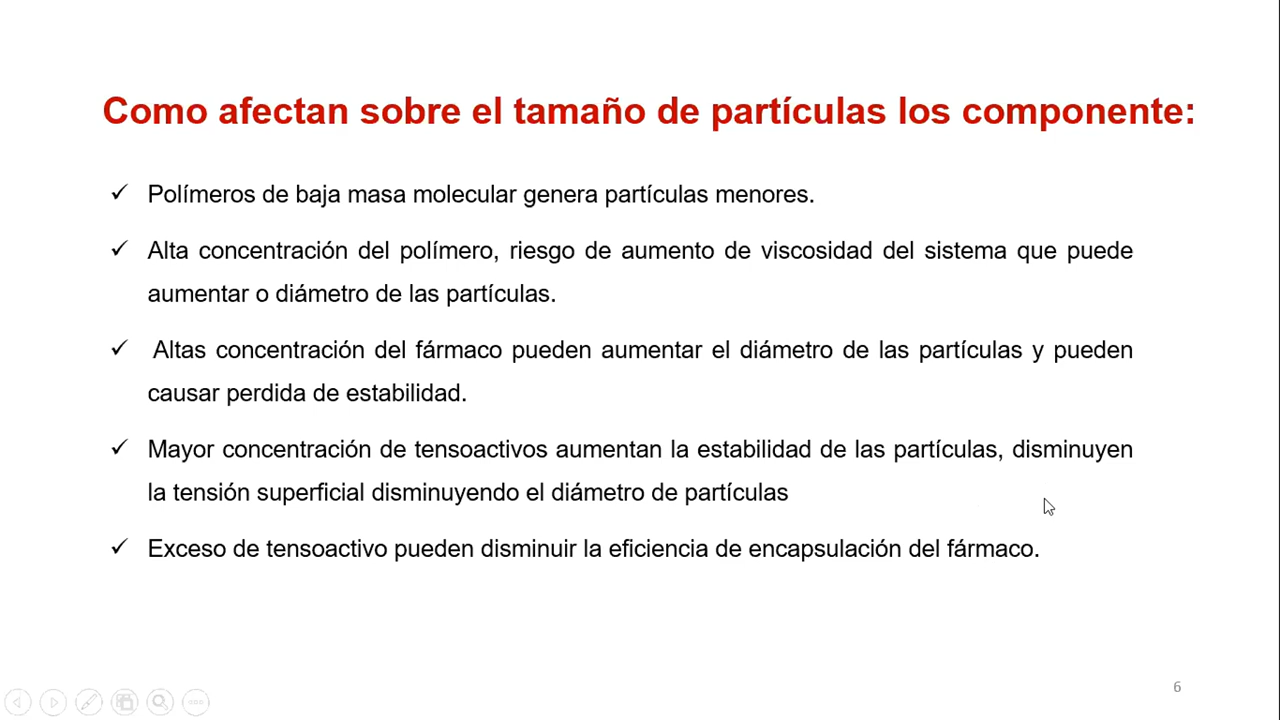 Como afectan sobre el tamaño de partículas los componente:
✓ Polímeros de baja masa molecular genera partículas menores.
✓ Alta concentración del polímero, riesgo de aumento de viscosidad del sistema que puede
aumentar o diámetro de las partículas.
✓ Altas concentración del fármaco pueden aumentar el diámetro de las partículas y pueden
causar perdida de estabilidad.
✓ Mayor concentración de tensoactivos aumentan la estabilidad de las partículas, disminuyen
la tensión superficial disminuyendo el diámetro de partículas
✓ Exceso de tensoactivo pueden disminuir la eficiencia de encapsulación del fármaco.
6